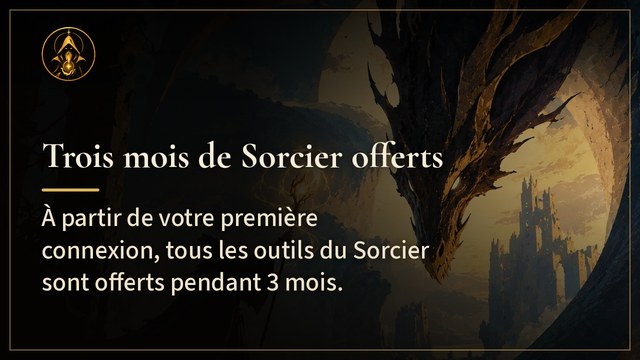 Trois mois de Sorcier offerts
À partir de votre première
connexion, tous les outils du Sorcier
sont offerts pendant 3 mois.